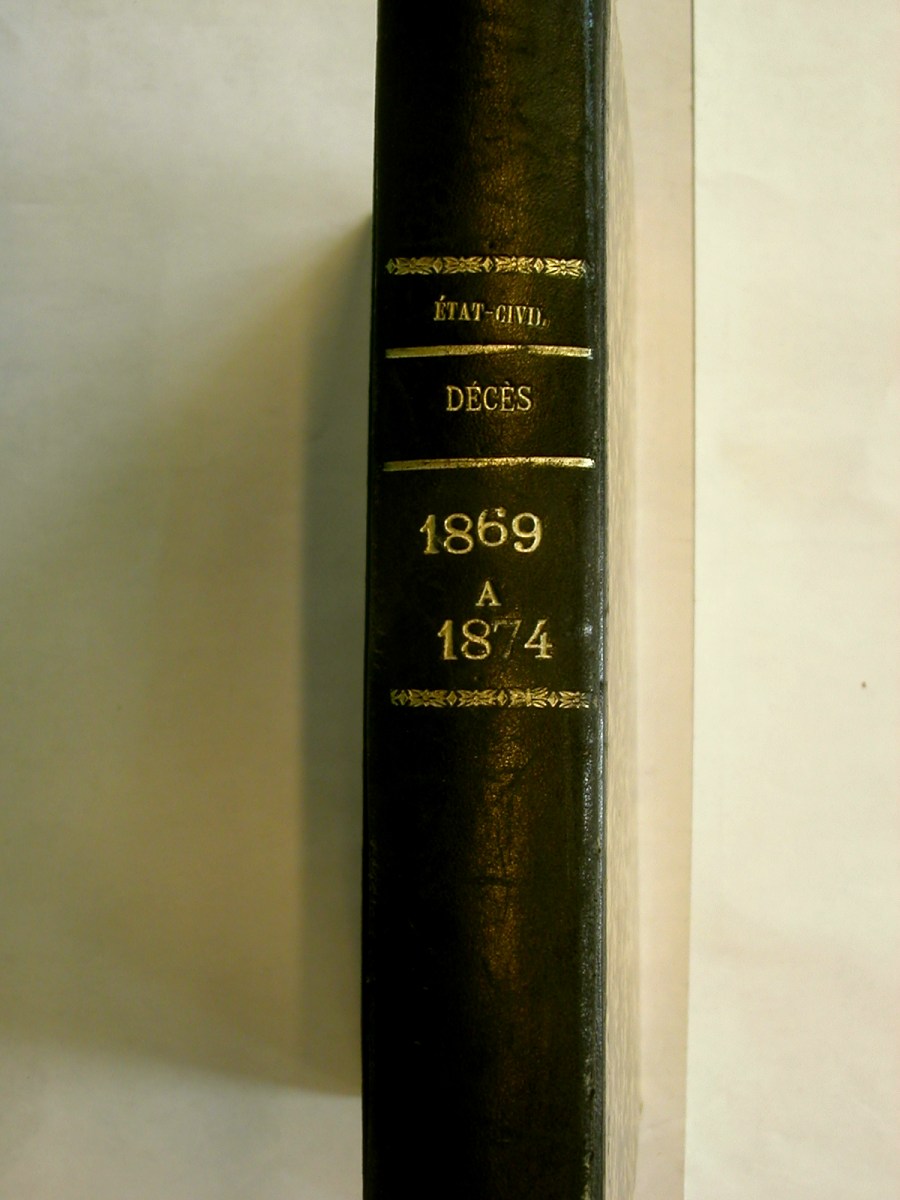 ÉTAT-CIVIL
DÉCÈS
1869
A
1874